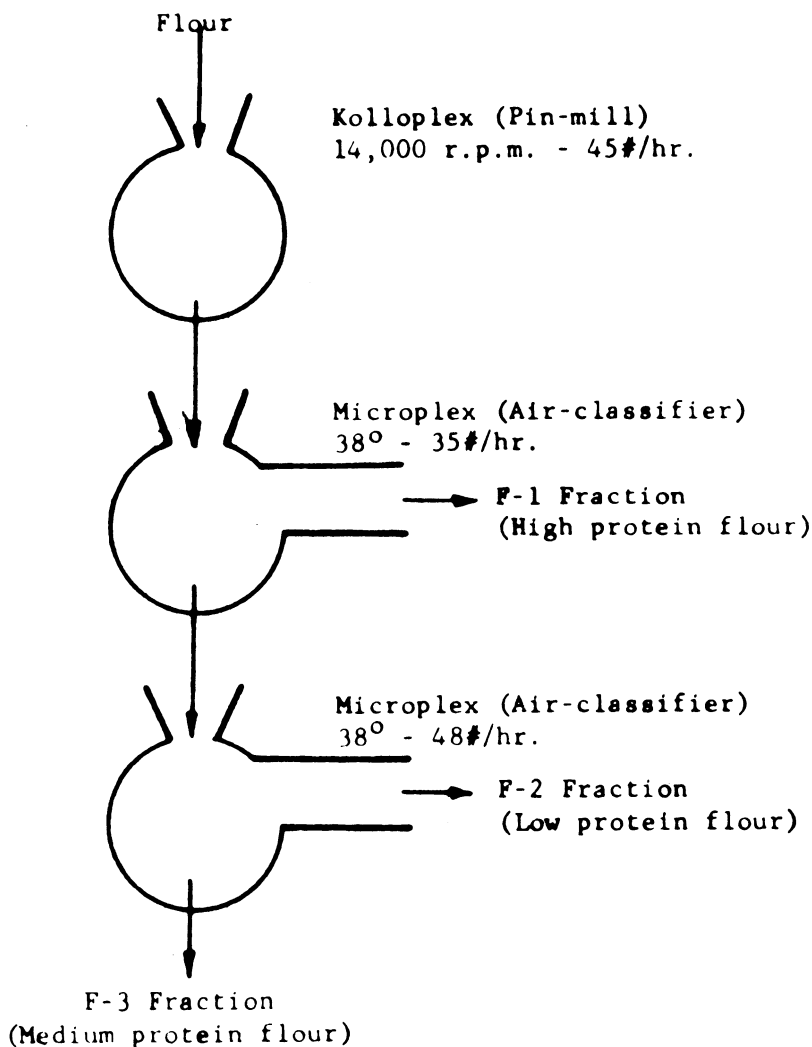 Flour
Kolloplex (Pin-mill)
14,000 r.p.m. - 45#/hr.
Microplex (Air-classifier)
38° - 35#/hr.
F-1 Fraction
(High protein flour)
Microplex (Air-classifier)
38° - 48#/hr.
F-2 Fraction
(Low protein flour)
F-3 Fraction
(Medium protein flour)